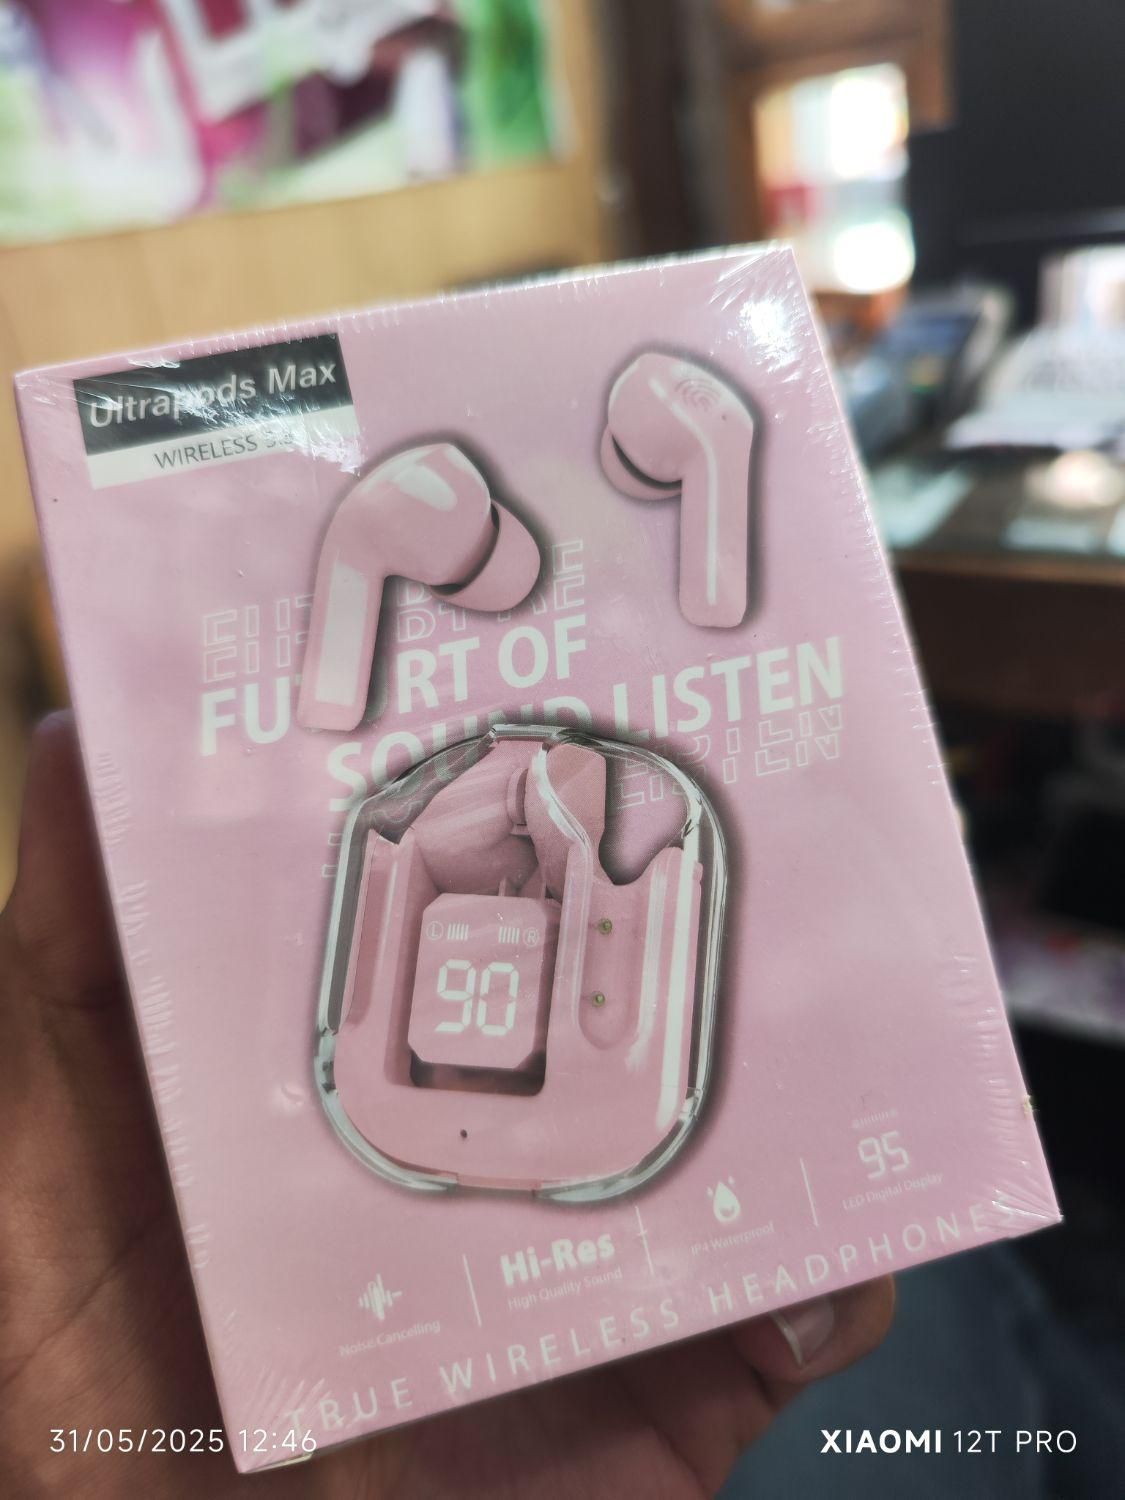 Ultrapods Max
WIRELESS
RT OF
SOUND LISTEN
L R
90
95
LED Digital Display
IP4 Waterproof
Hi-Res
High Quality Sound
Noise Cancelling
TRUE WIRELESS HEADPHONES
31/05/2025 12:46
XIAOMI 12T PRO